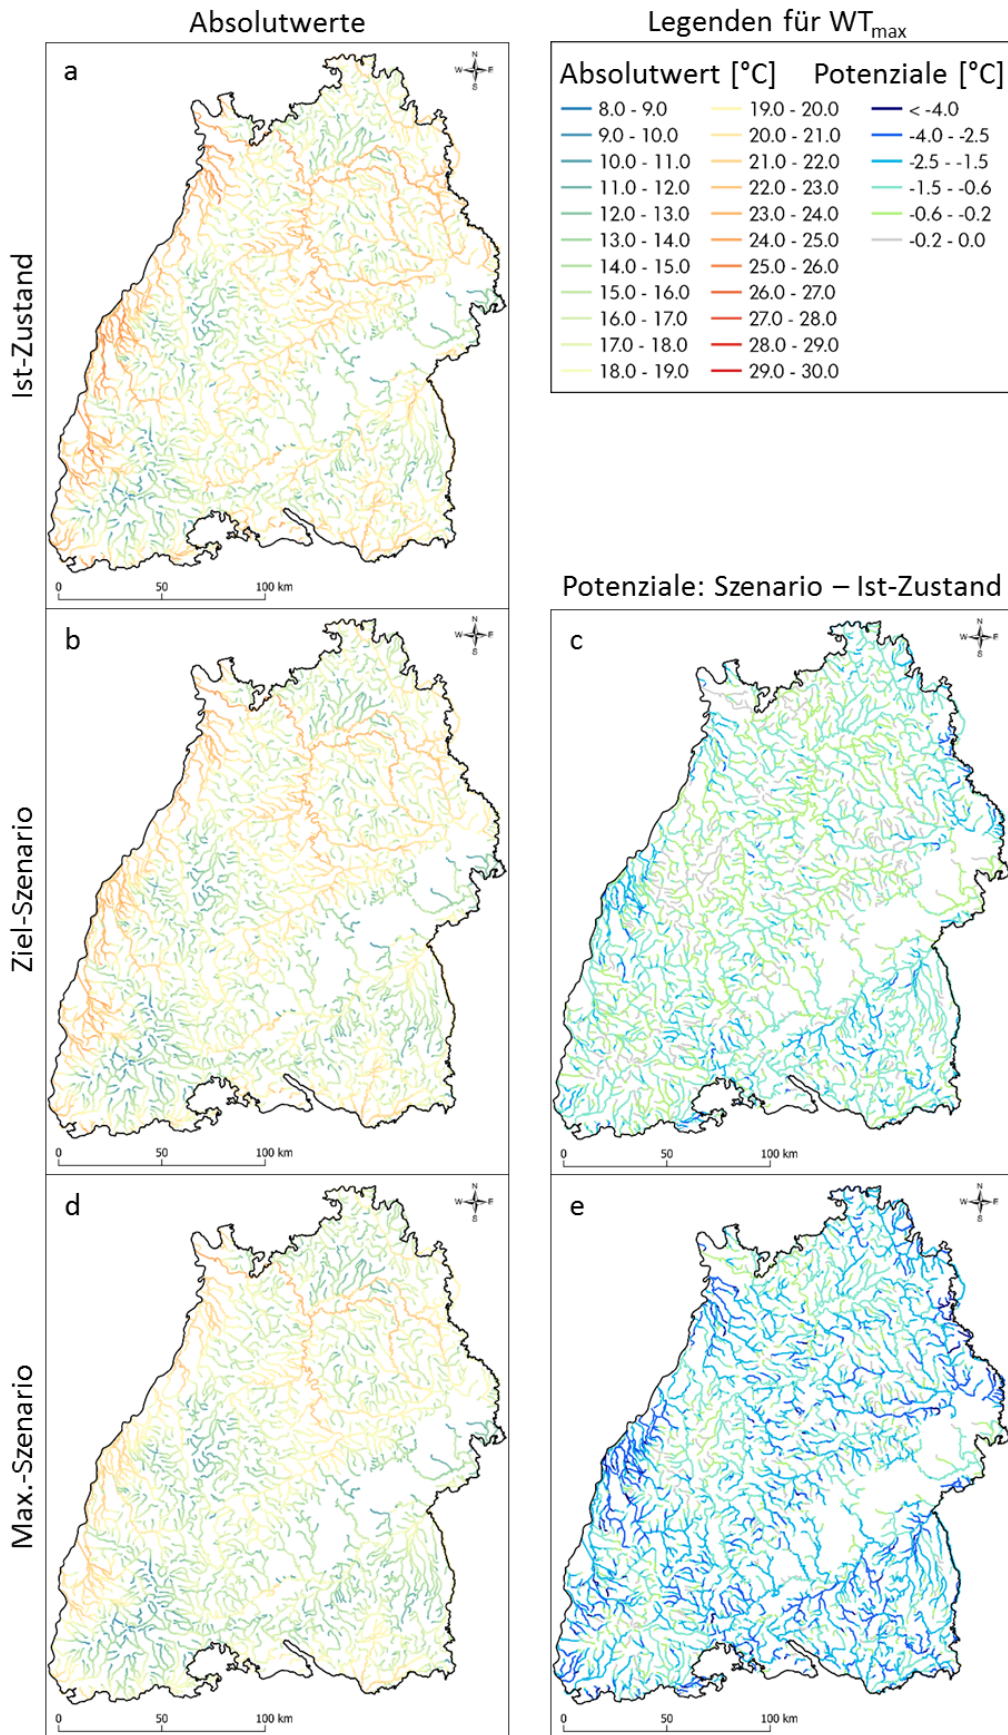 Absolutwerte
Legenden für WTmax
Absolutwert [°C] Potenziale [°C]
8.0 - 9.0 19.0 - 20.0 < -4.0
9.0 - 10.0 20.0 - 21.0 -4.0 - -2.5
10.0 - 11.0 21.0 - 22.0 -2.5 - -1.5
11.0 - 12.0 22.0 - 23.0 -1.5 - -0.6
12.0 - 13.0 23.0 - 24.0 -0.6 - -0.2
13.0 - 14.0 24.0 - 25.0 -0.2 - 0.0
14.0 - 15.0 25.0 - 26.0
15.0 - 16.0 26.0 - 27.0
16.0 - 17.0 27.0 - 28.0
17.0 - 18.0 28.0 - 29.0
18.0 - 19.0 29.0 - 30.0
Ist-Zustand
a
N
W E
S
0 50 100 km
Potenziale: Szenario – Ist-Zustand
Ziel-Szenario
b
N
W E
S
0 50 100 km
c
N
W E
S
0 50 100 km
Max.-Szenario
d
N
W E
S
0 50 100 km
e
N
W E
S
0 50 100 km